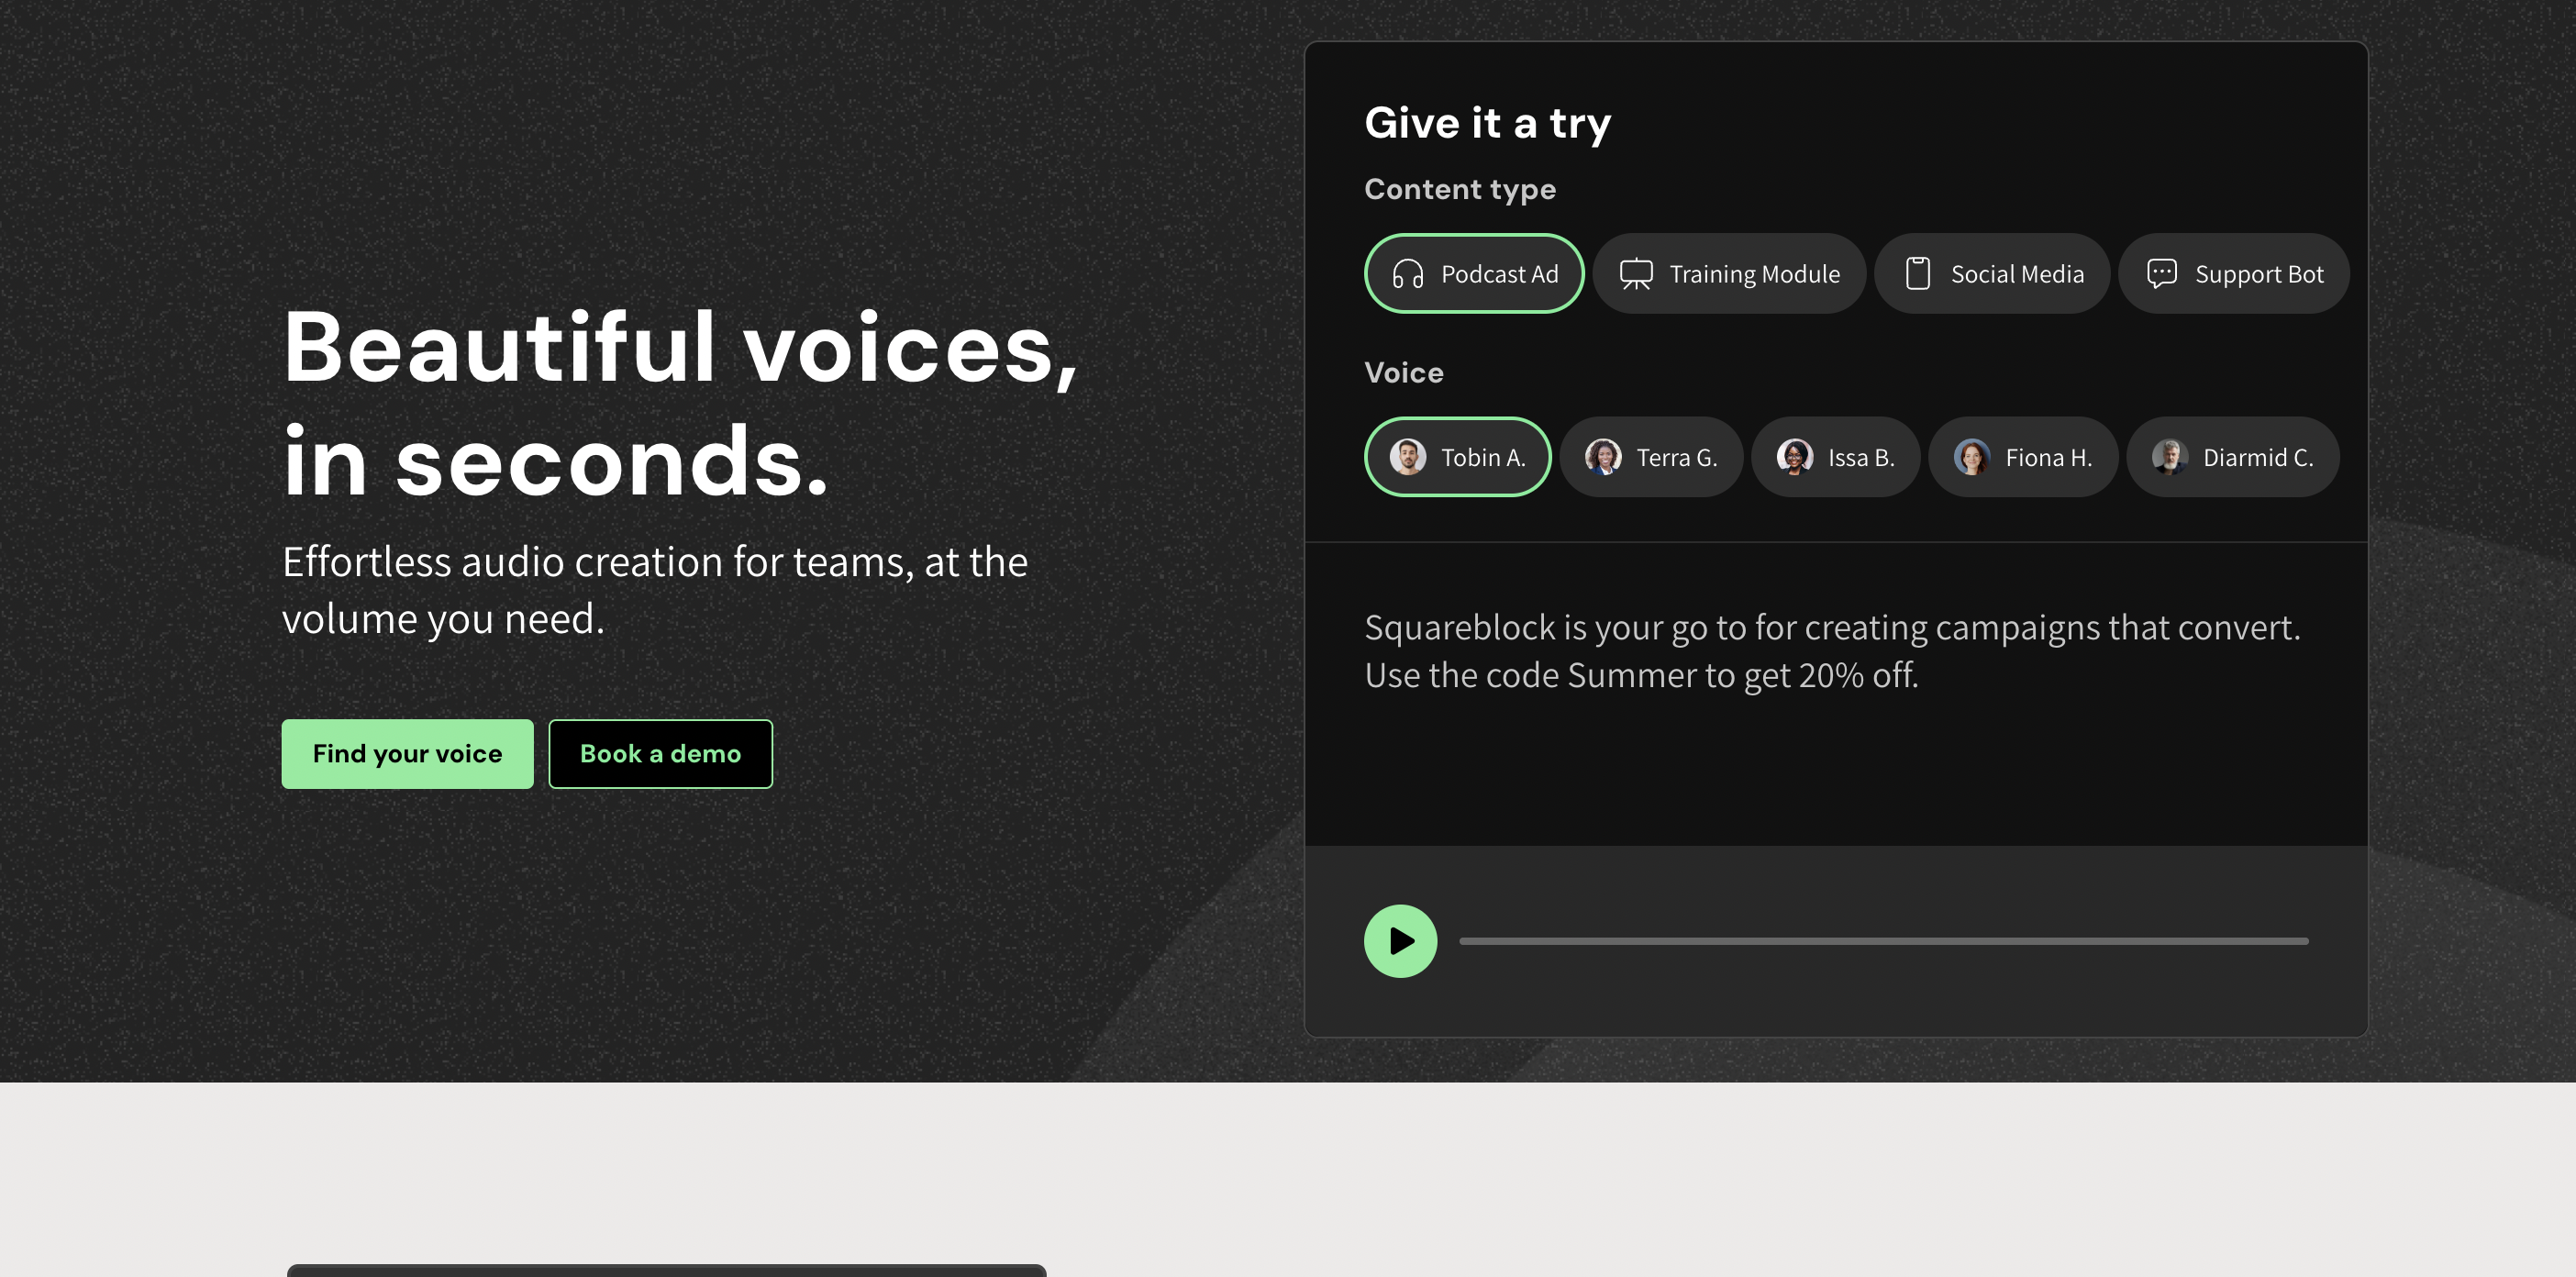 Beautiful voices,
in seconds.
Effortless audio creation for teams, at the
volume you need.
Find your voice
Book a demo
Give it a try
Content type
Podcast Ad
Training Module
Social Media
Support Bot
Voice
Tobin A.
Terra G.
Issa B.
Fiona H.
Diarmid C.
Squareblock is your go to for creating campaigns that convert.
Use the code Summer to get 20% off.